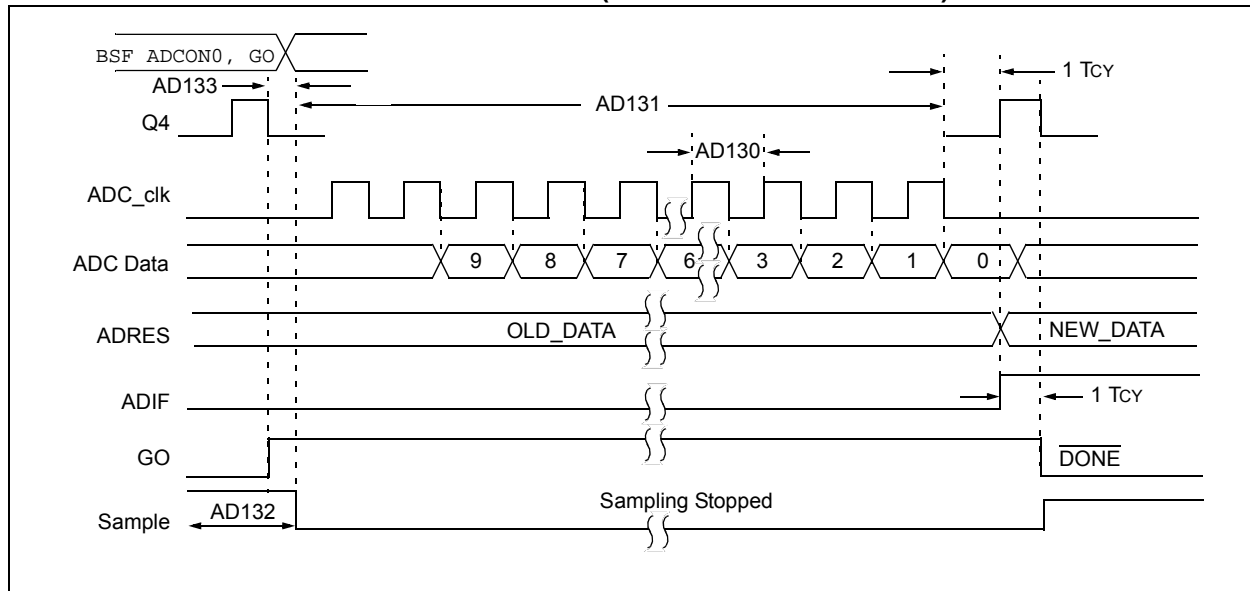 BSF ADCON0, GO
AD133
1 TCY
AD131
Q4
AD130
ADC_clk
ADC Data
9 8 7 6 3 2 1 0
ADRES
OLD_DATA
NEW_DATA
ADIF
1 TCY
GO
DONE
Sampling Stopped
AD132
Sample